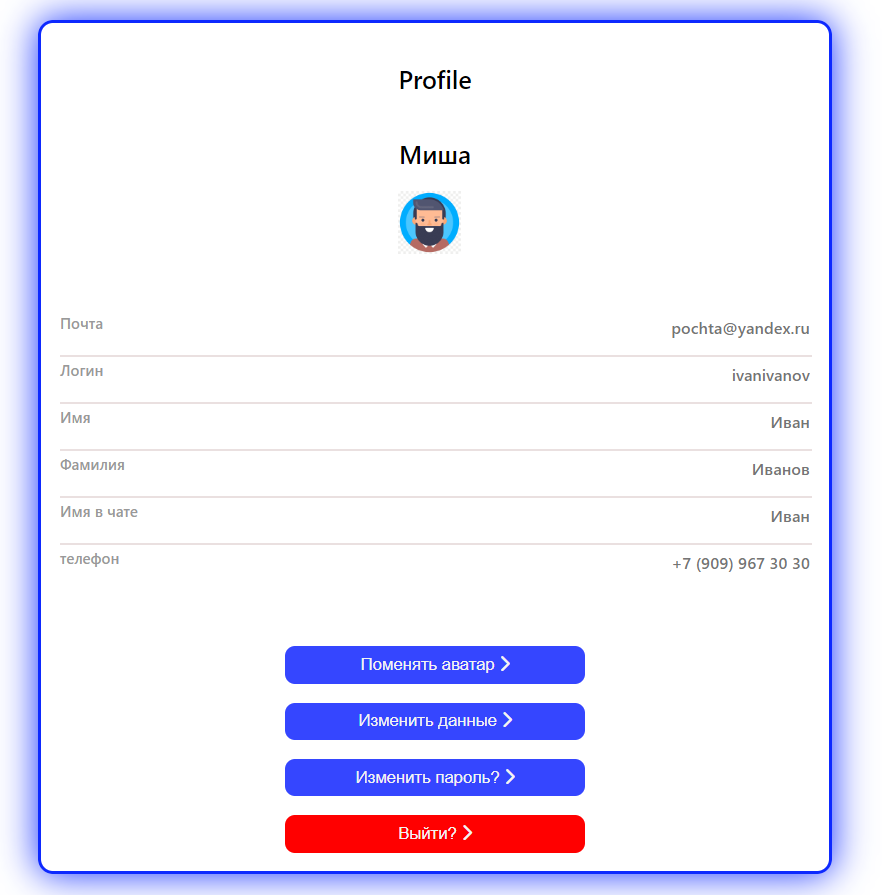 Profile
Миша
Почта pochta@yandex.ru
Логин ivanivanov
Имя Иван
Фамилия Иванов
Имя в чате Иван
телефон +7 (909) 967 30 30
Поменять аватар
Изменить данные
Изменить пароль?
Выйти?